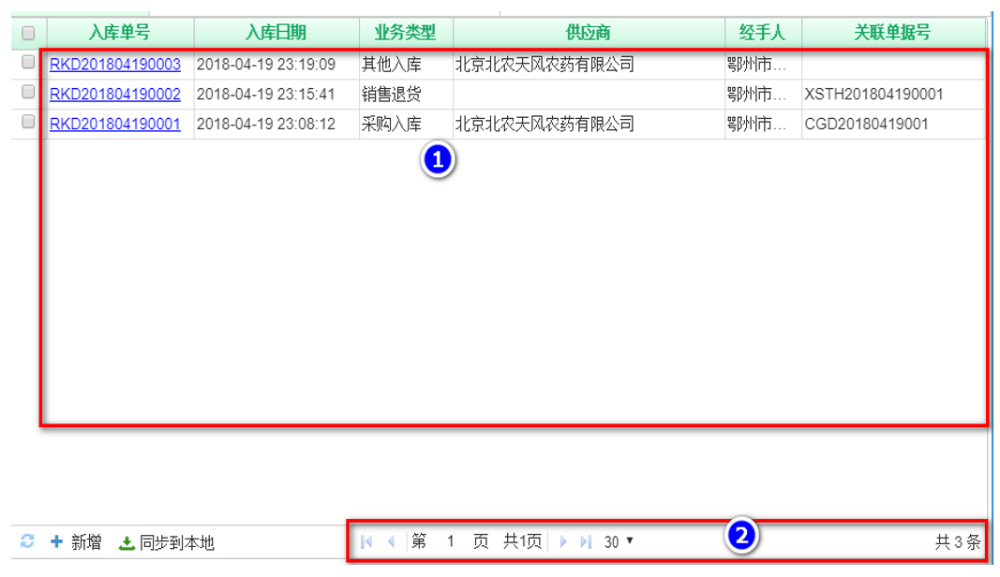 入库单号 入库日期 业务类型 供应商 经手人 关联单据号
RKD201804190003 2018-04-19 23:19:09 其他入库 北京北农天风农药有限公司 鄂州市...
RKD201804190002 2018-04-19 23:15:41 销售退货 鄂州市... XSTH201804190001
RKD201804190001 2018-04-19 23:08:12 采购入库 北京北农天风农药有限公司 鄂州市... CGD20180419001
1
新增 同步到本地 第 1 页 共1页 30 2 共 3 条